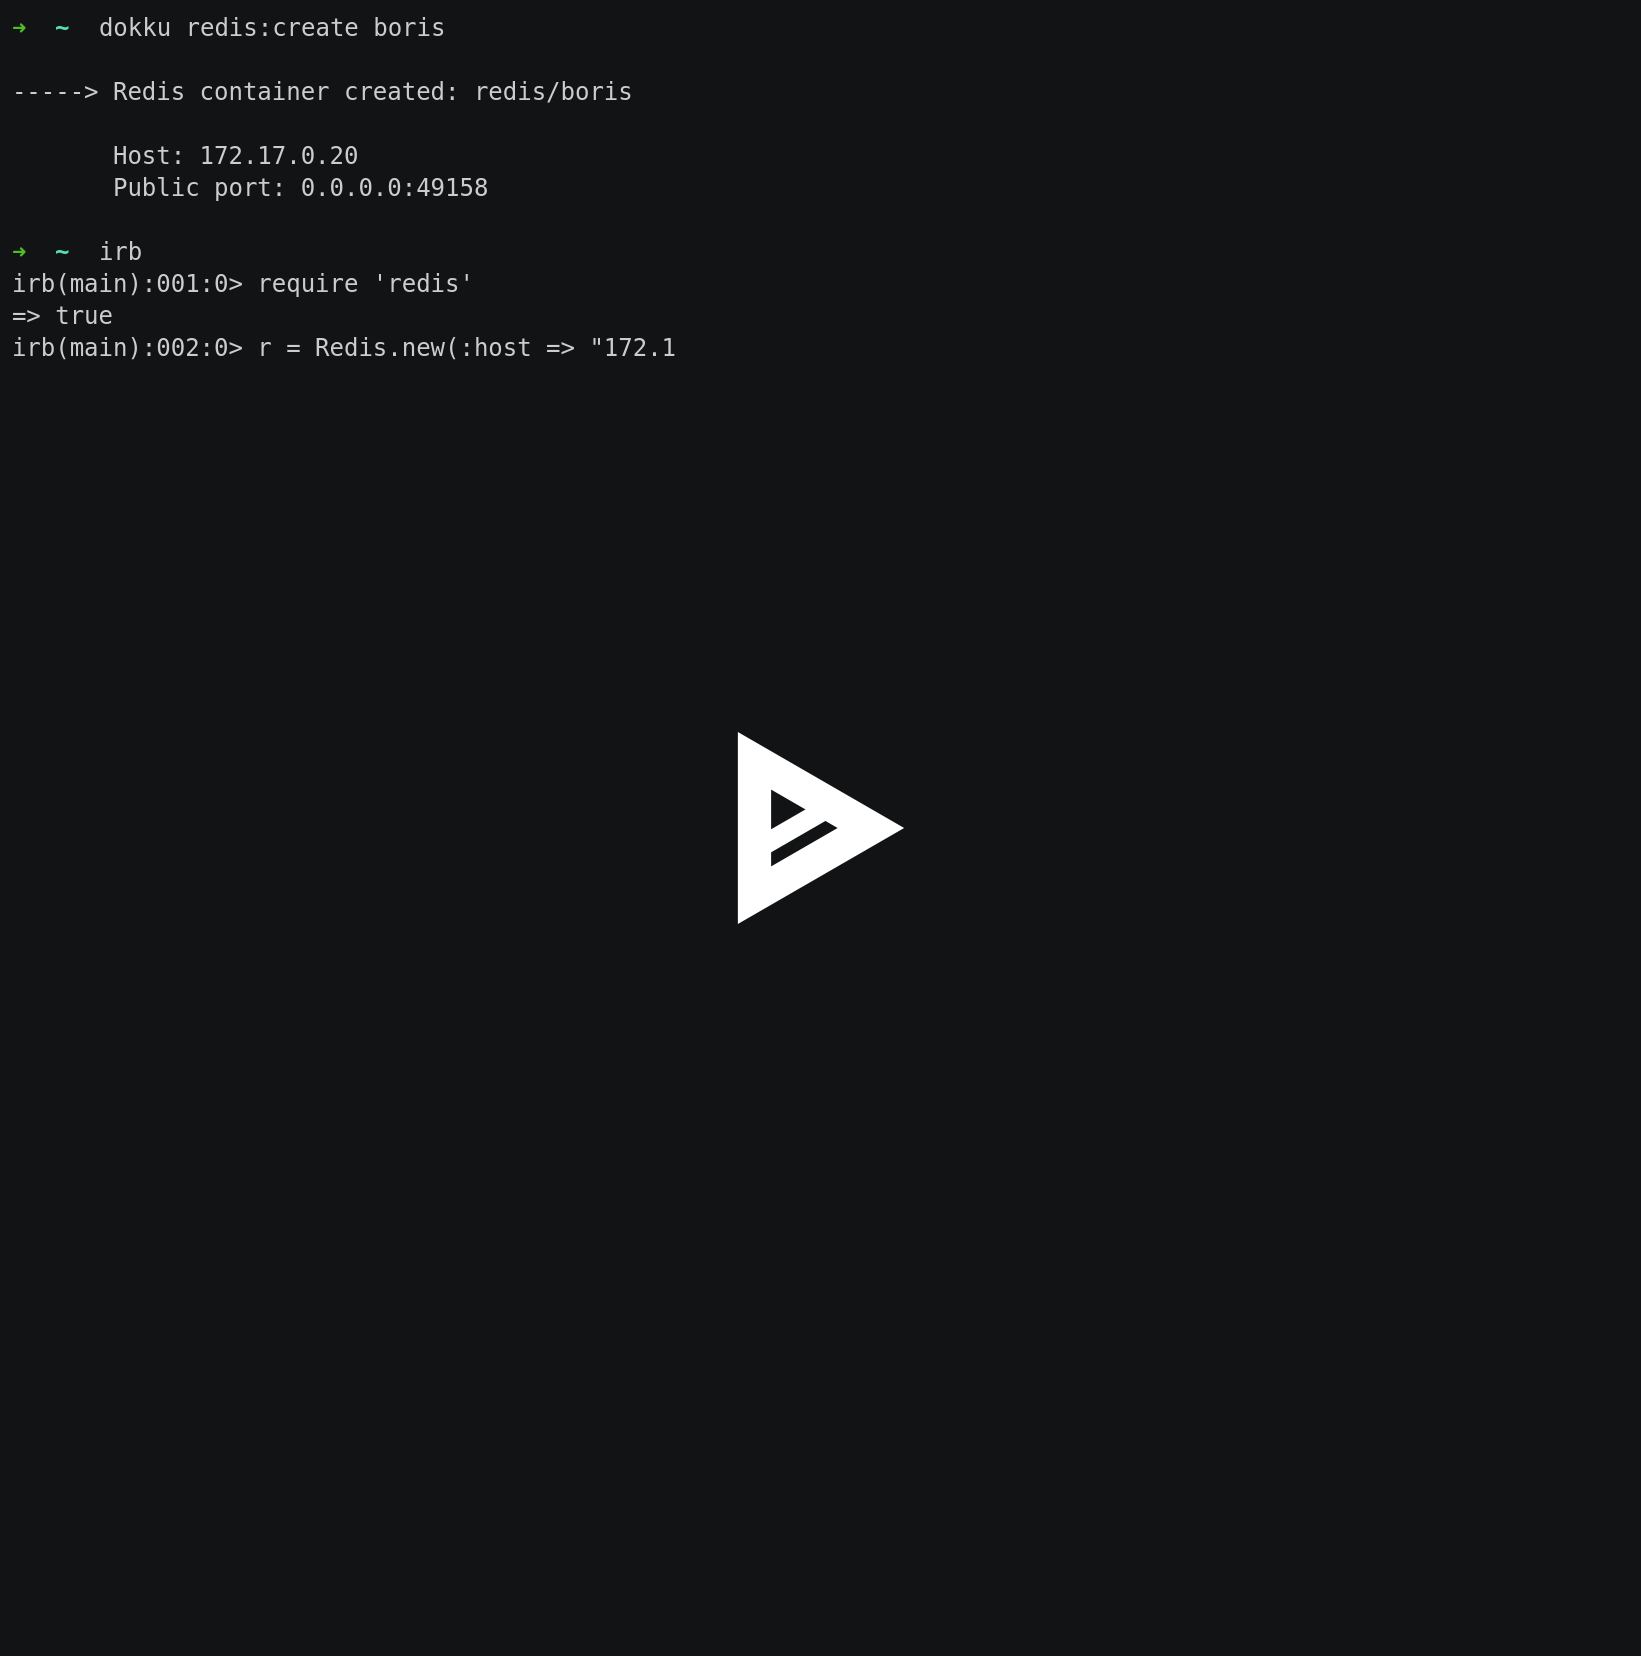 ➜  ~  dokku redis:create boris
-----> Redis container created: redis/boris
       Host: 172.17.0.20
       Public port: 0.0.0.0:49158
➜  ~  irb
irb(main):001:0> require 'redis'
=> true
irb(main):002:0> r = Redis.new(:host => "172.1